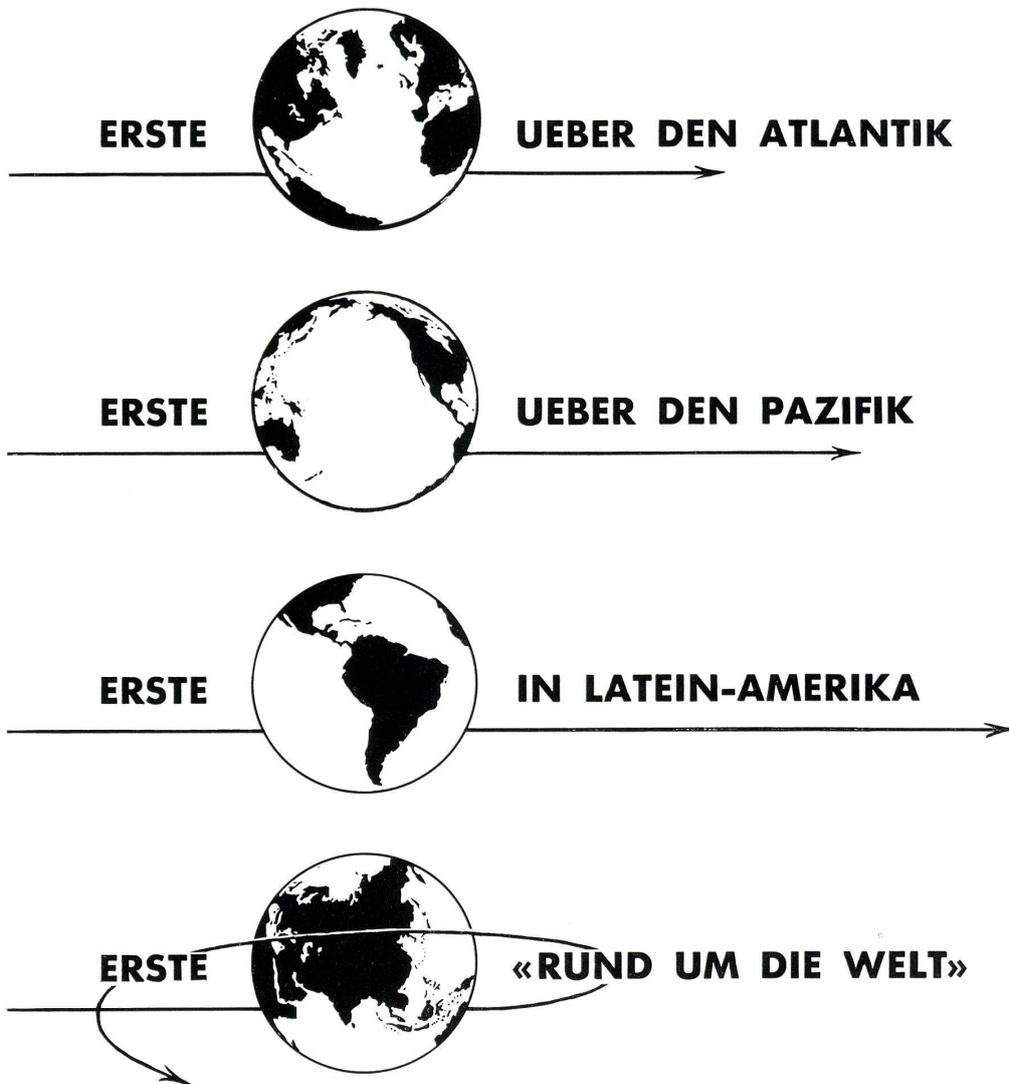 ERSTE UEBER DEN ATLANTIK
ERSTE UEBER DEN PAZIFIK
ERSTE IN LATEIN-AMERIKA
ERSTE «RUND UM DIE WELT»